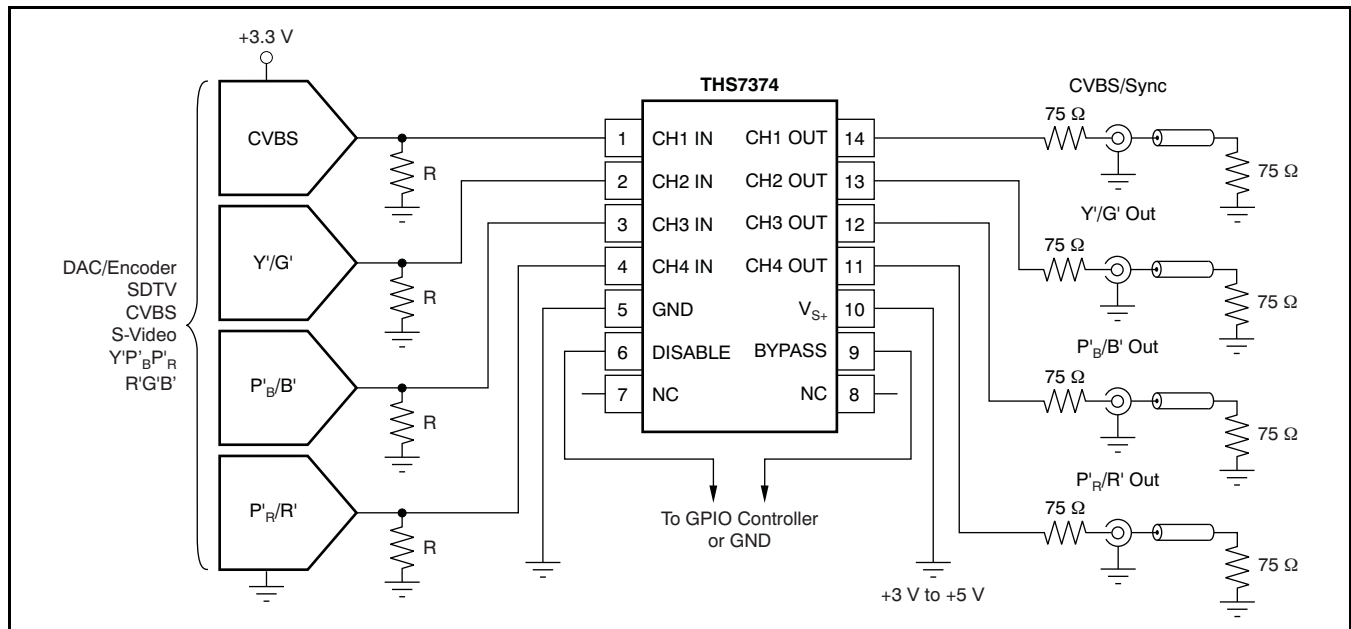 +3.3 V
CVBS
R
Y'/G'
R
P'B/B'
R
P'R/R'
R
DAC/Encoder
SDTV
CVBS
S-Video
Y'P'BP'R
R'G'B'
THS7374
1 CH1 IN CH1 OUT 14
2 CH2 IN CH2 OUT 13
3 CH3 IN CH3 OUT 12
4 CH4 IN CH4 OUT 11
5 GND VS+ 10
6 DISABLE BYPASS 9
7 NC NC 8
To GPIO Controller
or GND
+3 V to +5 V
CVBS/Sync
75 Ω
75 Ω
Y'/G' Out
75 Ω
75 Ω
P'B/B' Out
75 Ω
75 Ω
P'R/R' Out
75 Ω
75 Ω